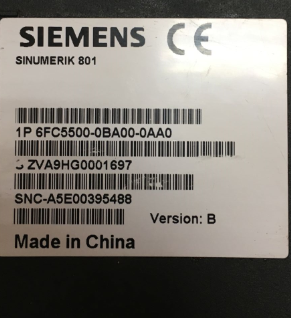 SIEMENS CE
SINUMERIK 801
1P 6FC5500-0BA00-0AA0
S ZVA9HG0001697
SNC-A5E00395488
Version: B
Made in China